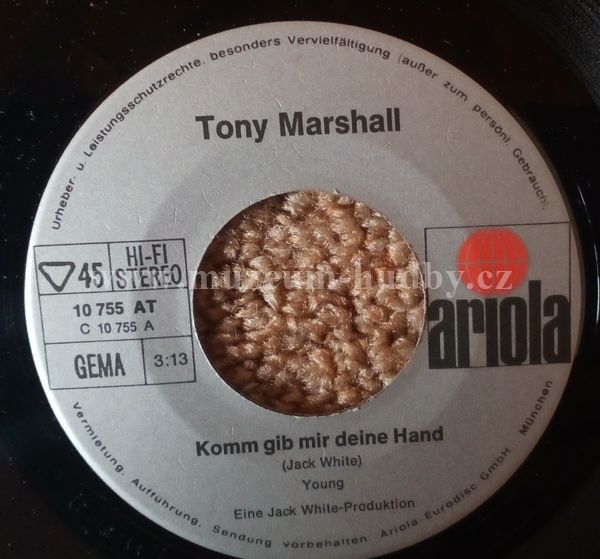 Urheber- u. Leistungsschutzrechte, besonders Vervielfältigung (außer zum persönl. Gebrauch),
Tony Marshall
45
HI-FI
STEREO
10 755 AT
C 10 755 A
GEMA
3:13
ariola
www.muzeum-hudby.cz
Komm gib mir deine Hand
(Jack White)
Young
Eine Jack White-Produktion
Vermietung, Aufführung, Sendung vorbehalten. Ariola-Eurodisc GmbH München